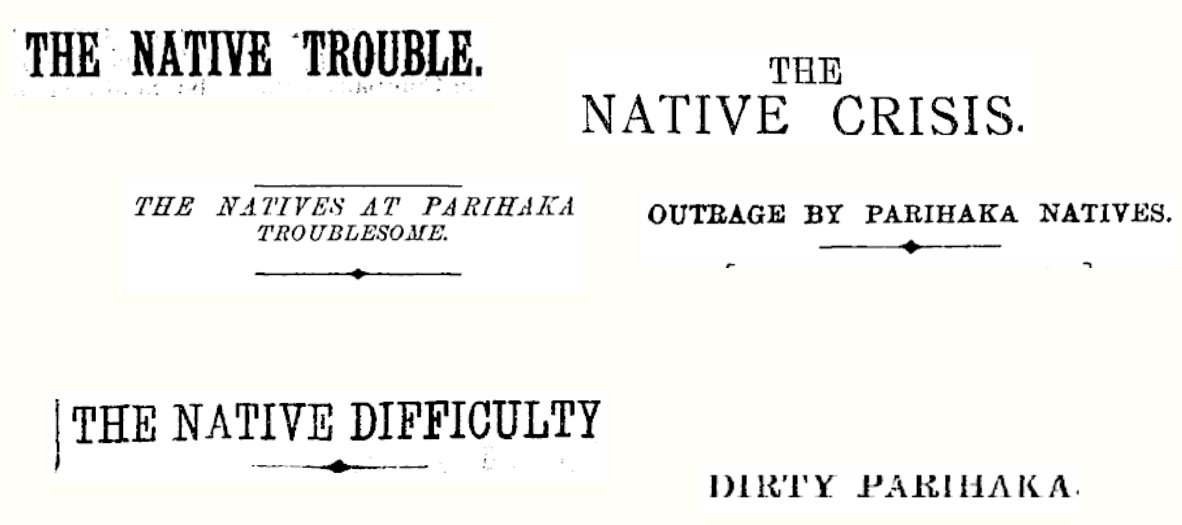 THE NATIVE TROUBLE.
THE
NATIVE CRISIS.
THE NATIVES AT PARIHAKA
TROUBLESOME.
OUTRAGE BY PARIHAKA NATIVES.
THE NATIVE DIFFICULTY
DIRTY PARIHAKA.